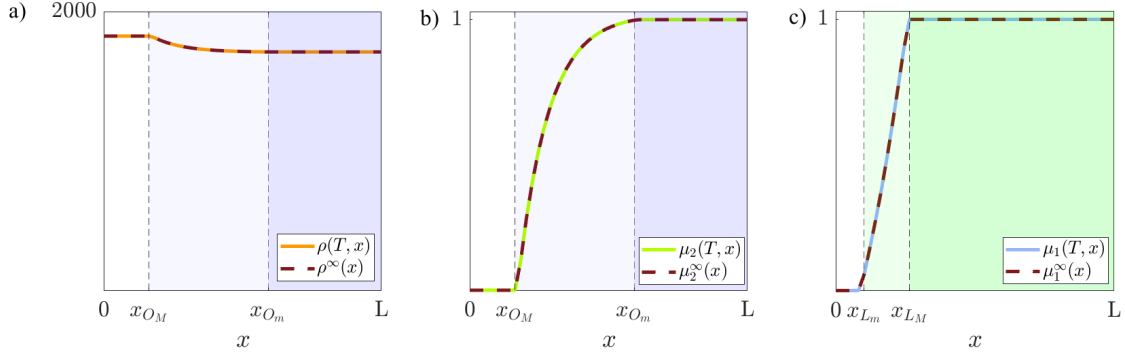 a)
2000
ρ(T, x)
ρ^∞(x)
0
x_{O_M}
x_{O_m}
L
x
b)
1
μ₂(T, x)
μ₂^∞(x)
0
x_{O_M}
x_{O_m}
L
x
c)
1
μ₁(T, x)
μ₁^∞(x)
0
x_{L_m}
x_{L_M}
L
x